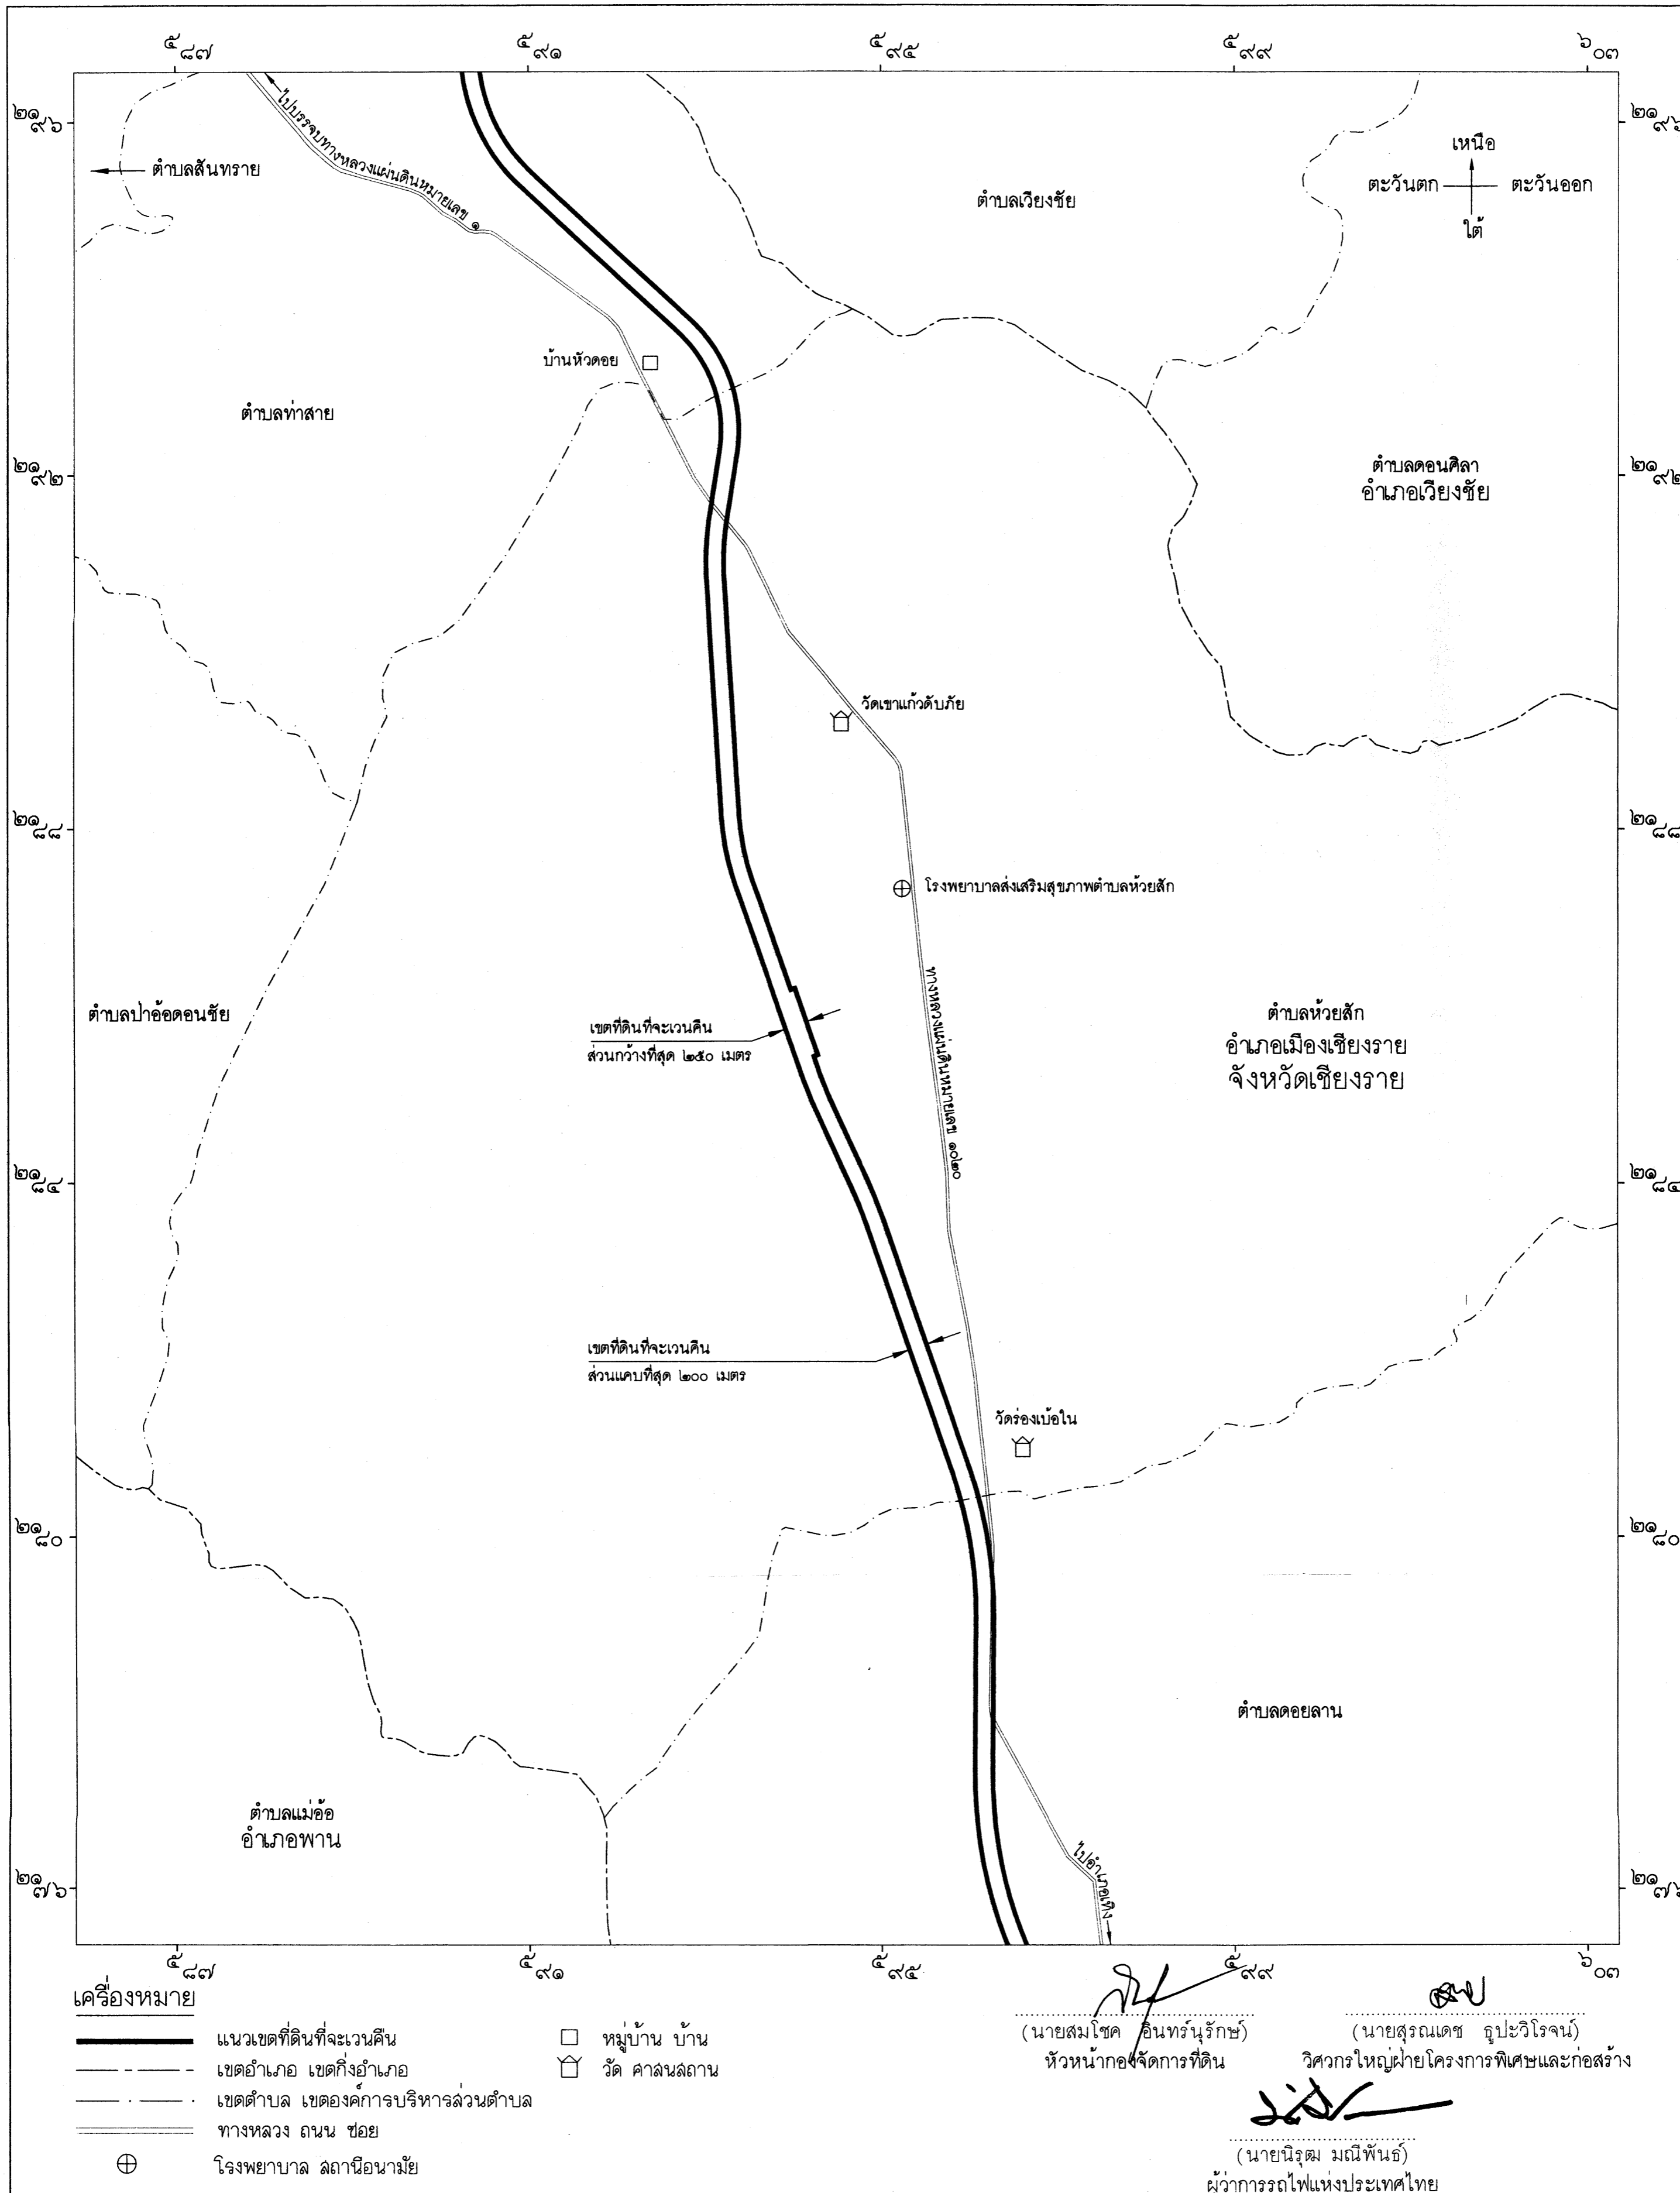 ๕๘๗ ๕๙๑ ๕๙๕ ๕๙๙ ๖๐๓
๒๑๙๖ ๒๑๙๖
เหนือ
ตะวันตก ตะวันออก
ใต้
ไปบรรจบทางหลวงแผ่นดินหมายเลข ๑
ตำบลสันทราย
ตำบลเวียงชัย
บ้านหัวดอย
ตำบลท่าสาย
๒๑๙๒ ๒๑๙๒
ตำบลดอนศิลา
อำเภอเวียงชัย
วัดเขาแก้วดับภัย
๒๑๘๘ ๒๑๘๘
โรงพยาบาลส่งเสริมสุขภาพตำบลห้วยสัก
ทางหลวงแผ่นดินหมายเลข ๑๐๒๐
ตำบลป่าอ้อดอนชัย
เขตที่ดินที่จะเวนคืน
ส่วนกว้างที่สุด ๒๕๐ เมตร
ตำบลห้วยสัก
อำเภอเมืองเชียงราย
จังหวัดเชียงราย
๒๑๘๔ ๒๑๘๔
เขตที่ดินที่จะเวนคืน
ส่วนแคบที่สุด ๒๐๐ เมตร
วัดร่องเบ้อใน
๒๑๘๐ ๒๑๘๐
ตำบลดอยลาน
ตำบลแม่อ้อ
อำเภอพาน
ไปอำเภอเทิง
๒๑๗๖ ๒๑๗๖
๕๘๗ ๕๙๑ ๕๙๕ ๕๙๙ ๖๐๓
เครื่องหมาย
แนวเขตที่ดินที่จะเวนคืน
เขตอำเภอ เขตกิ่งอำเภอ
เขตตำบล เขตองค์การบริหารส่วนตำบล
ทางหลวง ถนน ซอย
โรงพยาบาล สถานีอนามัย
หมู่บ้าน บ้าน
วัด ศาสนสถาน
(นายสมโชค อินทร์นุรักษ์)
หัวหน้ากองจัดการที่ดิน
(นายสุรณเดช ธูปะวิโรจน์)
วิศวกรใหญ่ฝ่ายโครงการพิเศษและก่อสร้าง
(นายนิรุฒ มณีพันธ์)
ผู้ว่าการรถไฟแห่งประเทศไทย